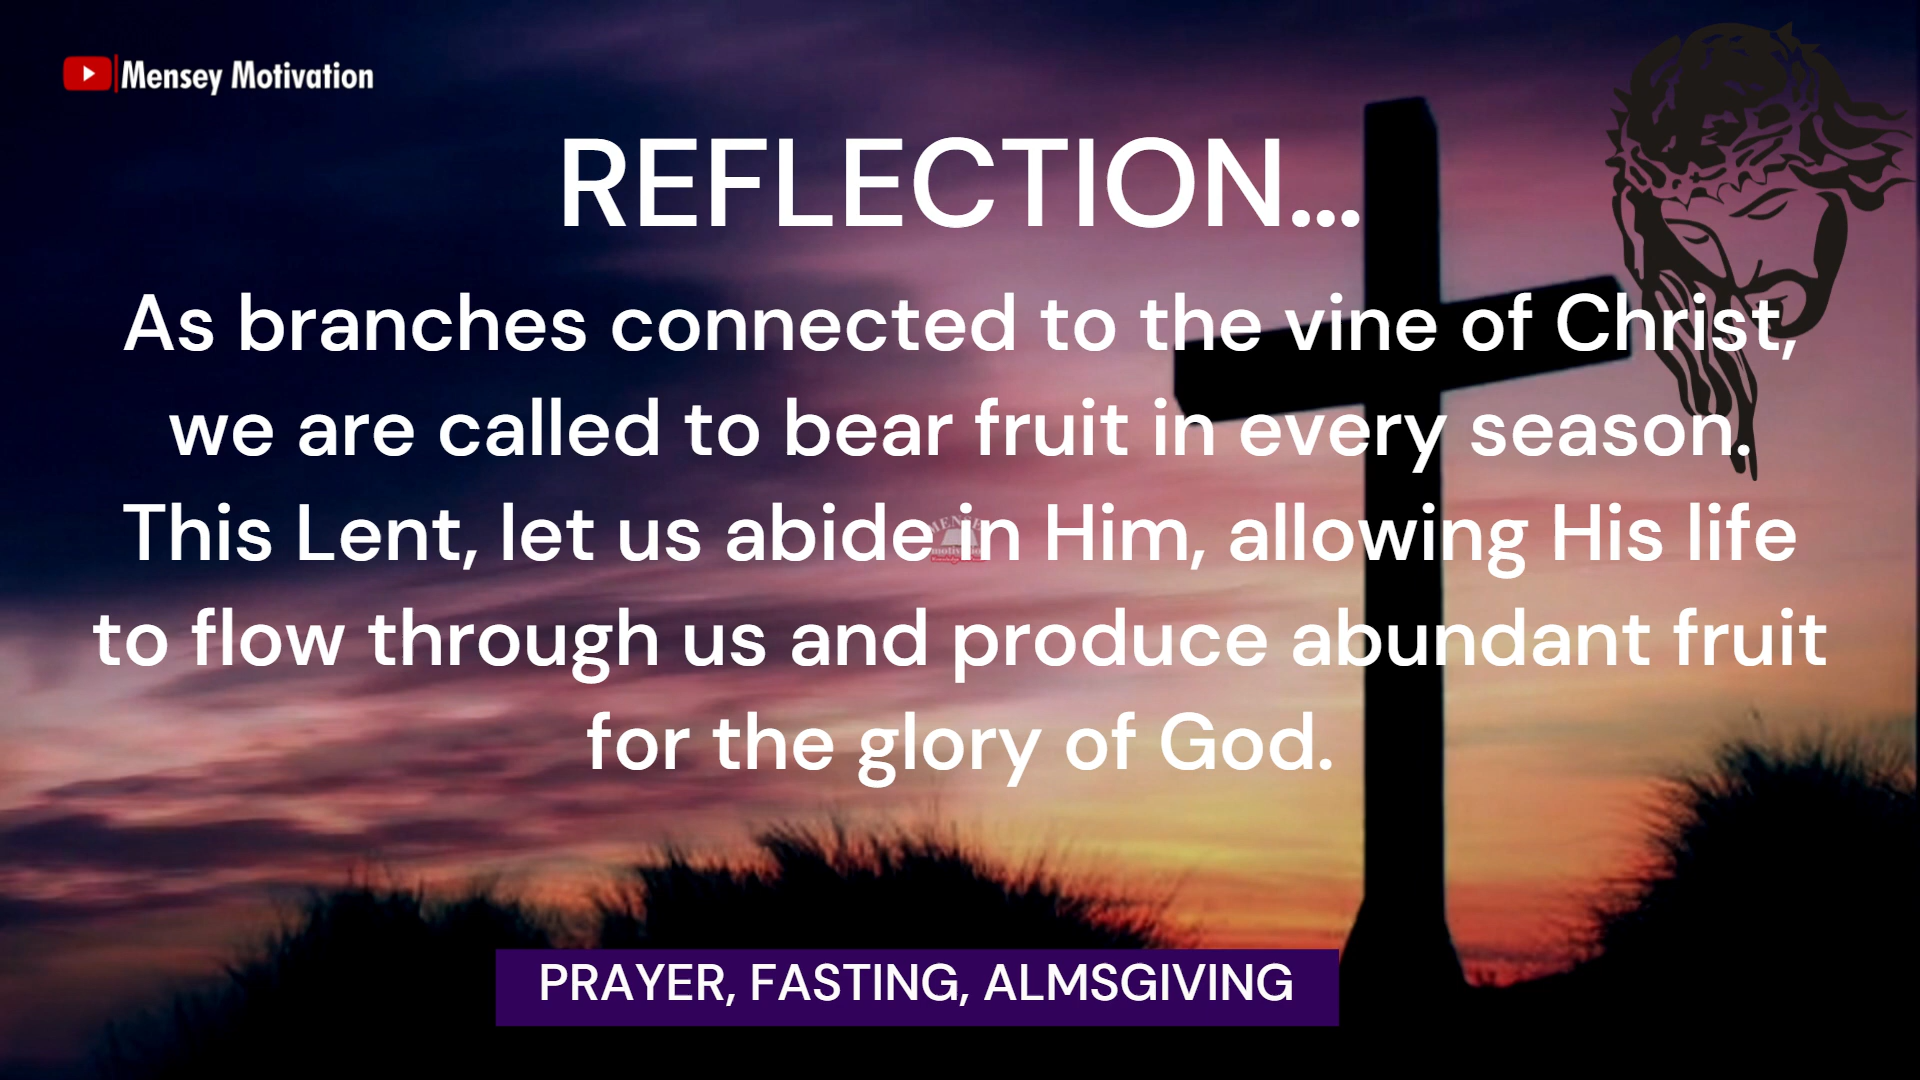 Mensey Motivation
REFLECTION...
As branches connected to the vine of Christ,
we are called to bear fruit in every season.
This Lent, let us abide in Him, allowing His life
to flow through us and produce abundant fruit
for the glory of God.
PRAYER, FASTING, ALMSGIVING